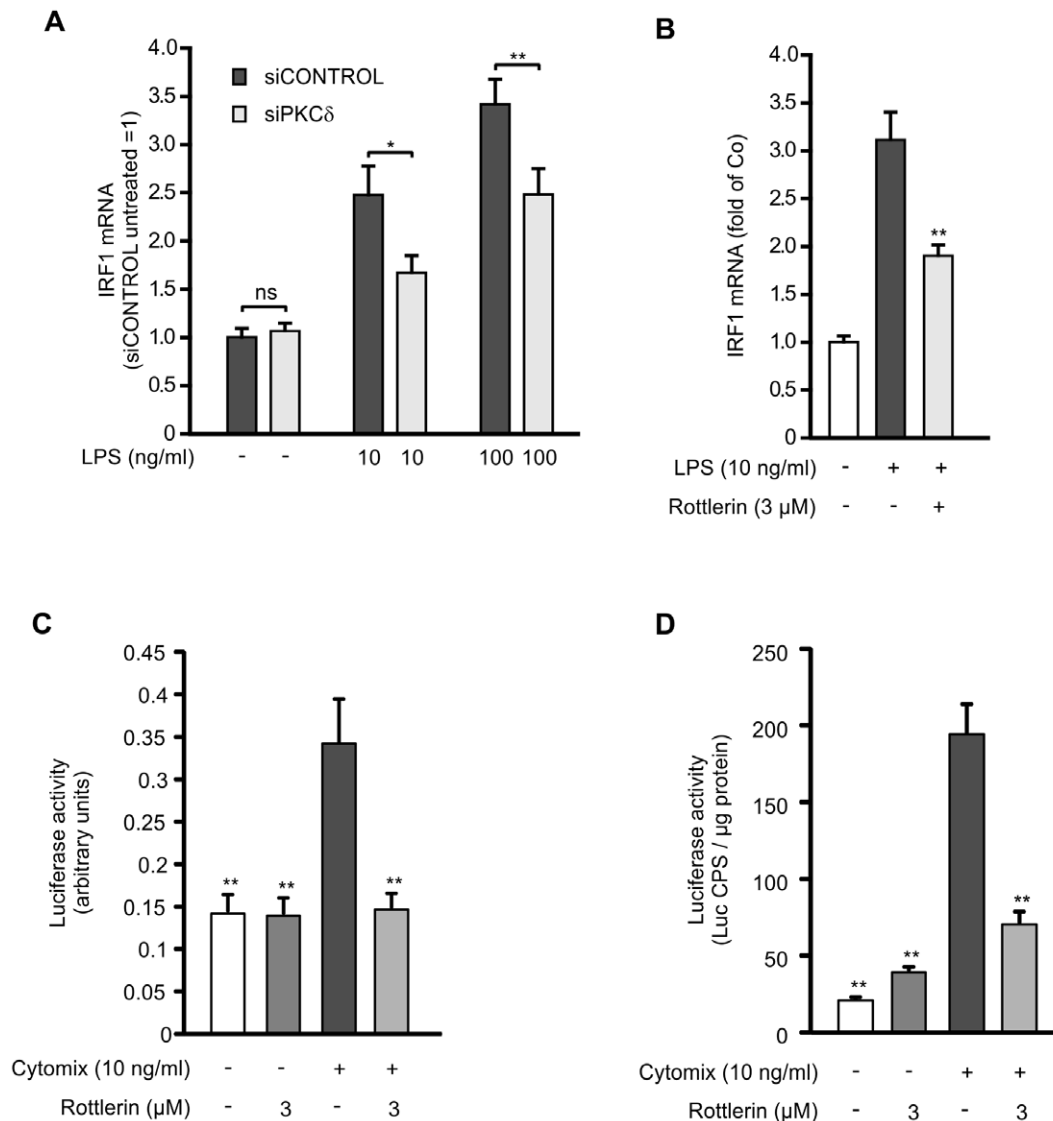 A
IRF1 mRNA
(siCONTROL untreated =1)
4.0
3.5
3.0
2.5
2.0
1.5
1.0
0.5
0
siCONTROL
siPKCδ
ns
*
**
LPS (ng/ml) - - 10 10 100 100
B
IRF1 mRNA (fold of Co)
4.0
3.5
3.0
2.5
2.0
1.5
1.0
0.5
0
**
LPS (10 ng/ml) - + +
Rottlerin (3 µM) - - +
C
Luciferase activity
(arbitrary units)
0.45
0.4
0.35
0.3
0.25
0.2
0.15
0.1
0.05
0
** ** **
Cytomix (10 ng/ml) - - + +
Rottlerin (µM) - 3 - 3
D
Luciferase activity
(Luc CPS / µg protein)
250
200
150
100
50
0
** ** **
Cytomix (10 ng/ml) - - + +
Rottlerin (µM) - 3 - 3